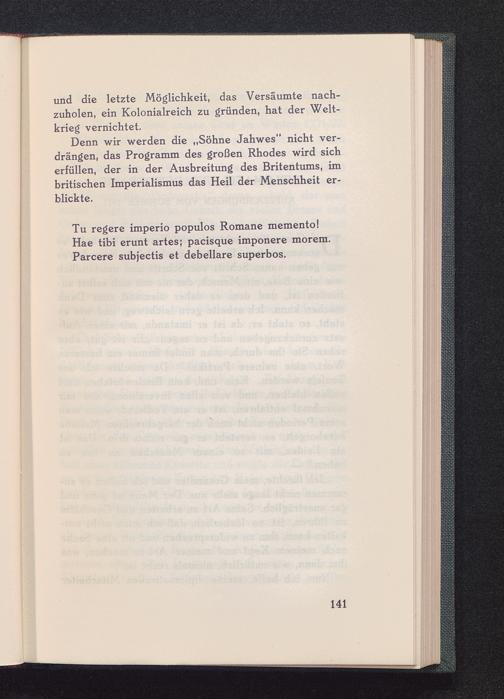 und die letzte Möglichkeit, das Versäumte nach-
zuholen, ein Kolonialreich zu gründen, hat der Welt-
krieg vernichtet.
Denn wir werden die „Söhne Jahwes" nicht ver-
drängen, das Programm des großen Rhodes wird sich
erfüllen, der in der Ausbreitung des Britentums, im
britischen Imperialismus das Heil der Menschheit er-
blickte.
Tu regere imperio populos Romane memento!
Hae tibi erunt artes; pacisque imponere morem.
Parcere subjectis et debellare superbos.
141